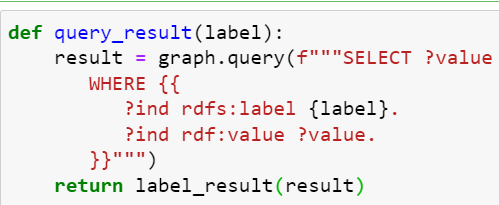 def query_result(label):
    result = graph.query(f"""SELECT ?value
       WHERE {{
          ?ind rdfs:label {label}.
          ?ind rdf:value ?value.
       }}""")
    return label_result(result)